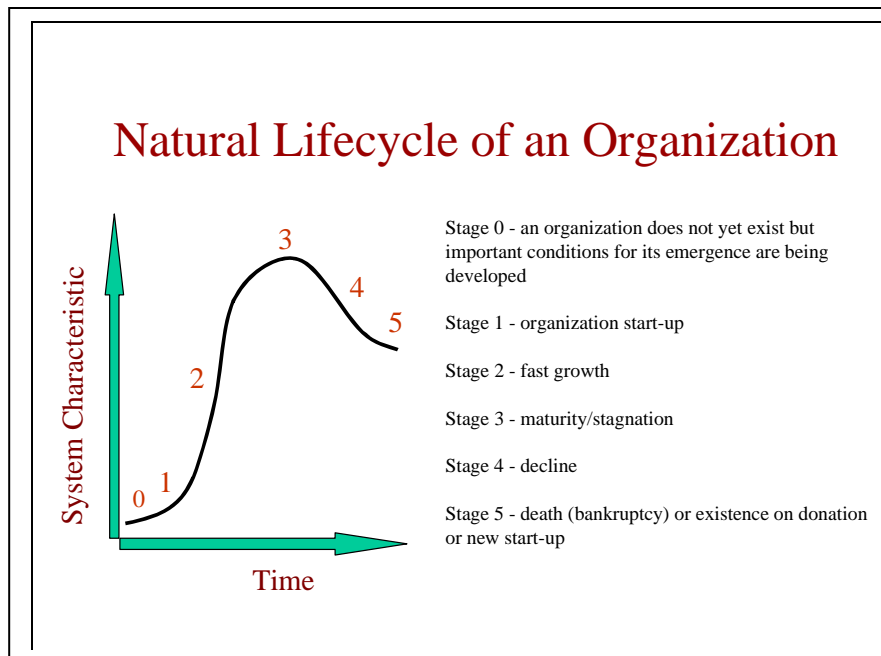 Natural Lifecycle of an Organization
System Characteristic
0
1
2
3
4
5
Time
Stage 0 - an organization does not yet exist but
important conditions for its emergence are being
developed
Stage 1 - organization start-up
Stage 2 - fast growth
Stage 3 - maturity/stagnation
Stage 4 - decline
Stage 5 - death (bankruptcy) or existence on donation
or new start-up